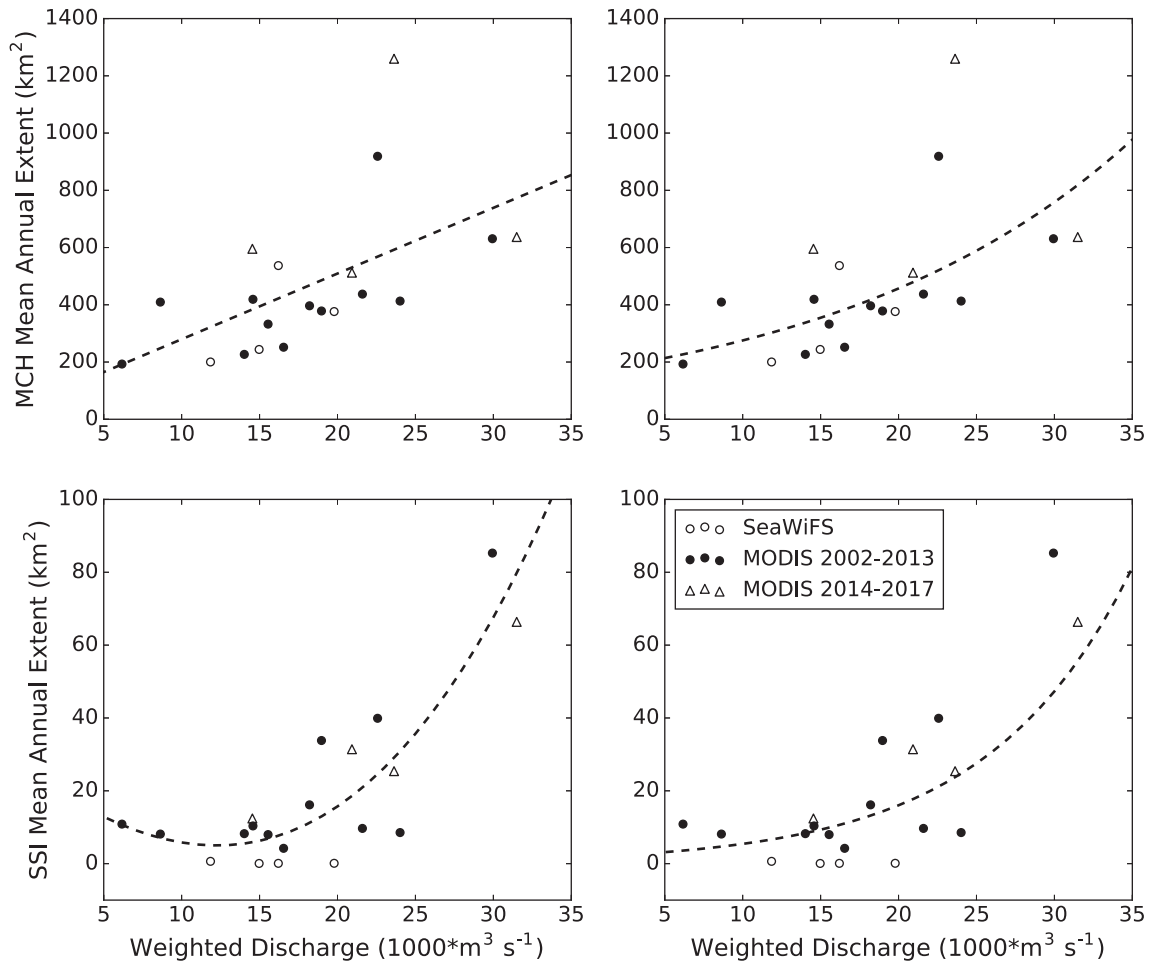 MCH Mean Annual Extent (km²)
1400
1200
1000
800
600
400
200
0
5 10 15 20 25 30 35
1400
1200
1000
800
600
400
200
0
5 10 15 20 25 30 35
SSI Mean Annual Extent (km²)
100
80
60
40
20
0
5 10 15 20 25 30 35
Weighted Discharge (1000*m³ s⁻¹)
100
80
60
40
20
0
SeaWiFS
MODIS 2002-2013
MODIS 2014-2017
5 10 15 20 25 30 35
Weighted Discharge (1000*m³ s⁻¹)